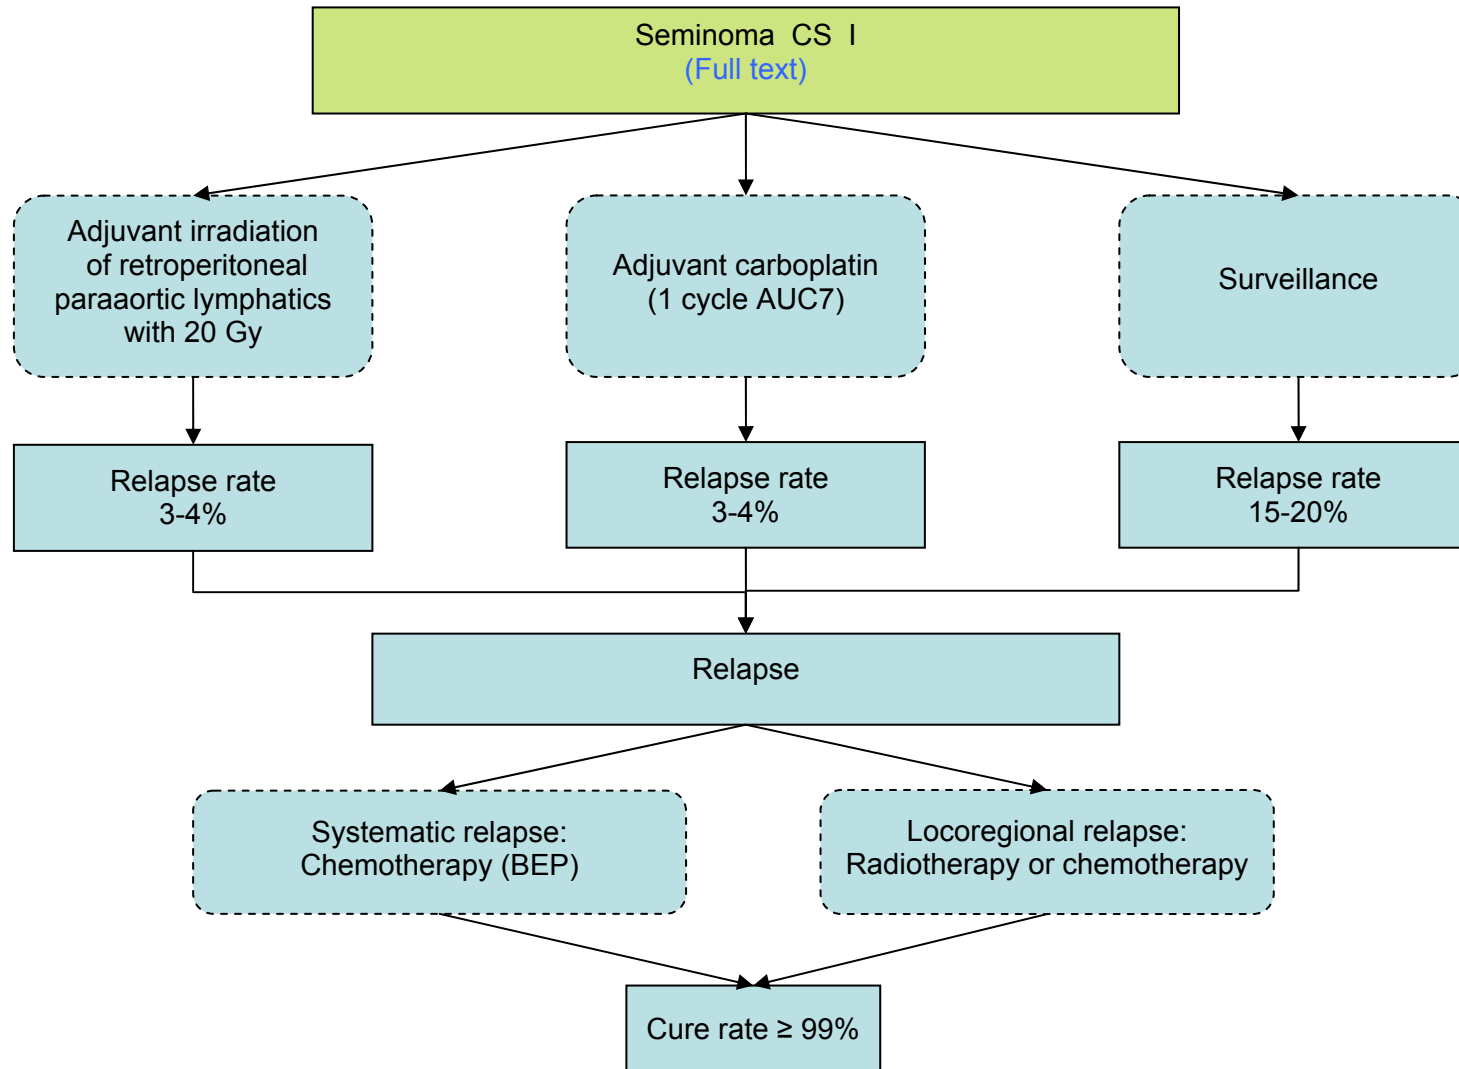 Seminoma CS I
(Full text)
Adjuvant irradiation
of retroperitoneal
paraaortic lymphatics
with 20 Gy
Adjuvant carboplatin
(1 cycle AUC7)
Surveillance
Relapse rate
3-4%
Relapse rate
3-4%
Relapse rate
15-20%
Relapse
Systematic relapse:
Chemotherapy (BEP)
Locoregional relapse:
Radiotherapy or chemotherapy
Cure rate ≥ 99%